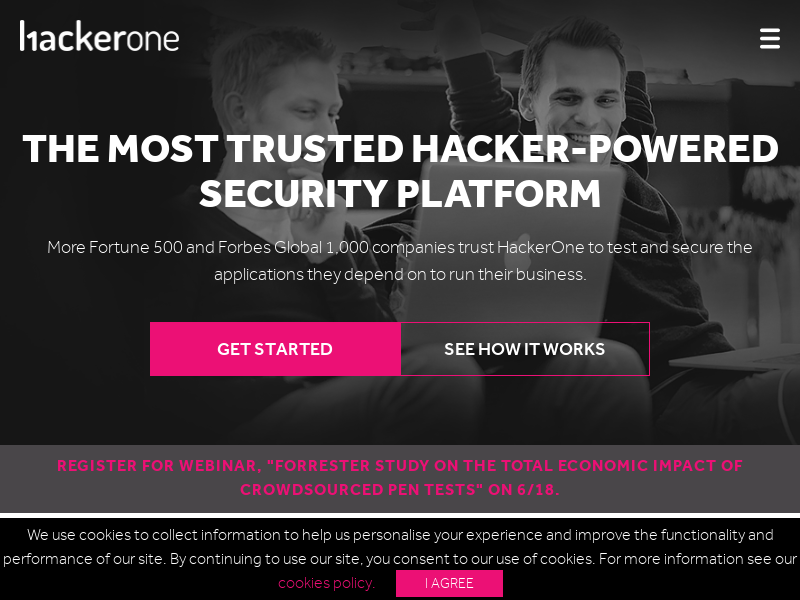 hackerone
THE MOST TRUSTED HACKER-POWERED
SECURITY PLATFORM
More Fortune 500 and Forbes Global 1,000 companies trust HackerOne to test and secure the
applications they depend on to run their business.
GET STARTED
SEE HOW IT WORKS
REGISTER FOR WEBINAR, "FORRESTER STUDY ON THE TOTAL ECONOMIC IMPACT OF
CROWDSOURCED PEN TESTS" ON 6/18.
We use cookies to collect information to help us personalise your experience and improve the functionality and
performance of our site. By continuing to use our site, you consent to our use of cookies. For more information see our
cookies policy.
I AGREE